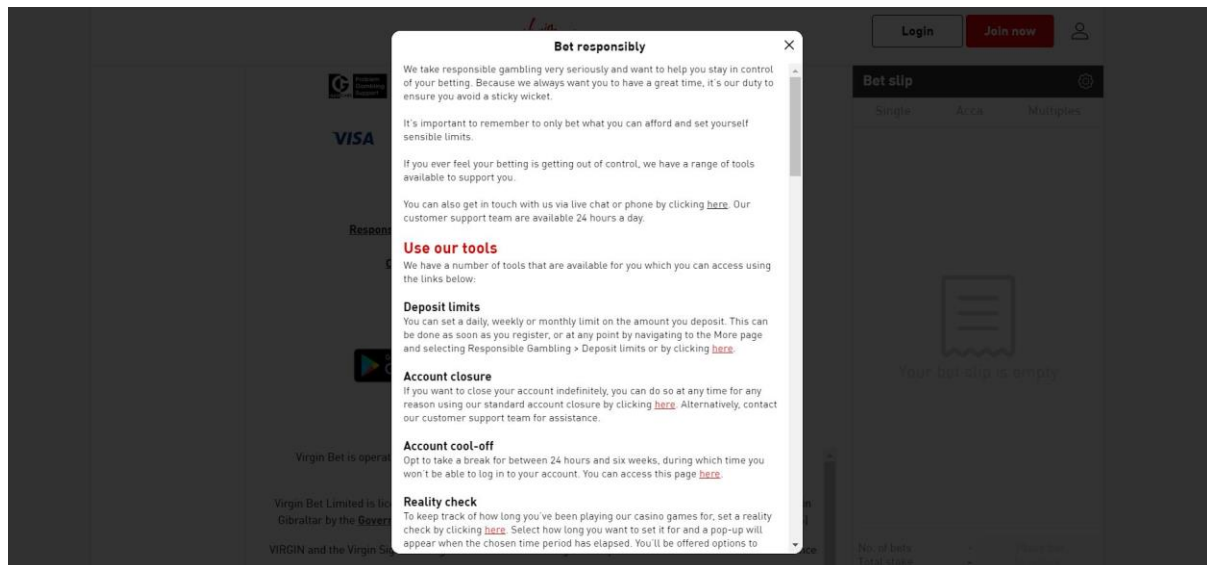 Login
Join now
Bet responsibly
We take responsible gambling very seriously and want to help you stay in control
of your betting. Because we always want you to have a great time, it's our duty to
ensure you avoid a sticky wicket.
It's important to remember to only bet what you can afford and set yourself
sensible limits.
If you ever feel your betting is getting out of control, we have a range of tools
available to support you.
You can also get in touch with us via live chat or phone by clicking here. Our
customer support team are available 24 hours a day.
Use our tools
We have a number of tools that are available for you which you can access using
the links below:
Deposit limits
You can set a daily, weekly or monthly limit on the amount you deposit. This can
be done as soon as you register, or at any point by navigating to the More page
and selecting Responsible Gambling > Deposit limits or by clicking here.
Account closure
If you want to close your account indefinitely, you can do so at any time for any
reason using our standard account closure by clicking here. Alternatively, contact
our customer support team for assistance.
Account cool-off
Opt to take a break for between 24 hours and six weeks, during which time you
won't be able to log in to your account. You can access this page here.
Reality check
To keep track of how long you've been playing our casino games for, set a reality
check by clicking here. Select how long you want to set it for and a pop-up will
appear when the chosen time period has elapsed. You'll be offered options to
Problem
Gambling
Support
VISA
Respons
Virgin Bet is operat
Virgin Bet Limited is lic
Gibraltar by the Govern
VIRGIN and the Virgin Sig
Bet slip
Single Acca Multiples
Your bet slip is empty
No. of bets
Total stake